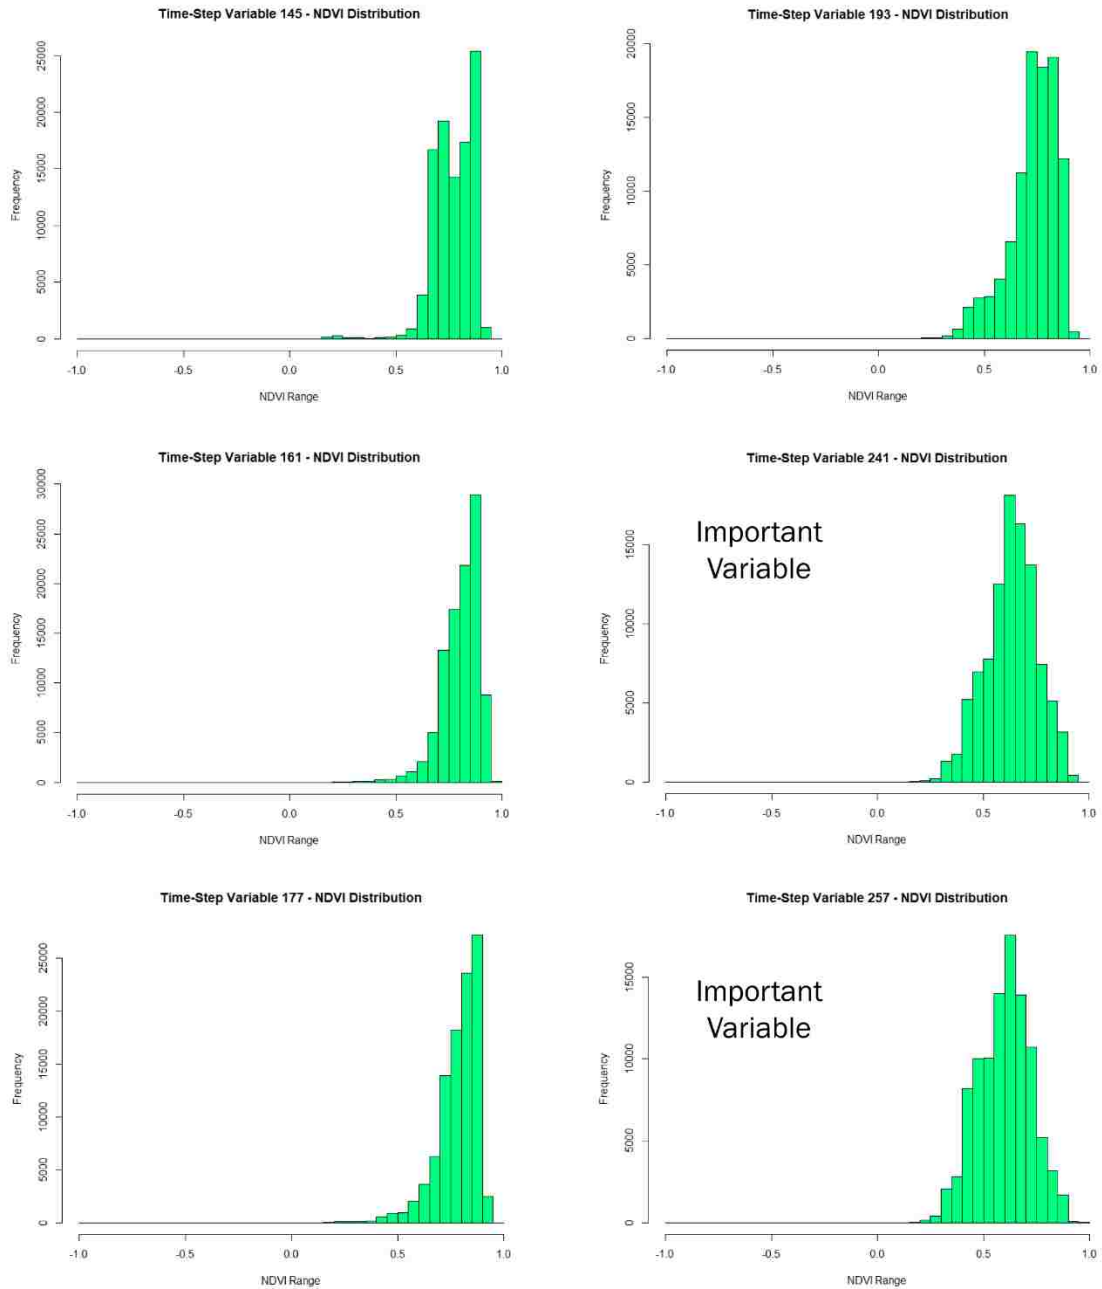 Time-Step Variable 145 - NDVI Distribution
Frequency
25000
20000
15000
10000
5000
0
-1.0
-0.5
0.0
0.5
1.0
NDVI Range
Time-Step Variable 193 - NDVI Distribution
Frequency
20000
15000
10000
5000
0
-1.0
-0.5
0.0
0.5
1.0
NDVI Range
Time-Step Variable 161 - NDVI Distribution
Frequency
30000
25000
20000
15000
10000
5000
0
-1.0
-0.5
0.0
0.5
1.0
NDVI Range
Time-Step Variable 241 - NDVI Distribution
Important
Variable
Frequency
15000
10000
5000
0
-1.0
-0.5
0.0
0.5
1.0
NDVI Range
Time-Step Variable 177 - NDVI Distribution
Frequency
25000
20000
15000
10000
5000
0
-1.0
-0.5
0.0
0.5
1.0
NDVI Range
Time-Step Variable 257 - NDVI Distribution
Important
Variable
Frequency
15000
10000
5000
0
-1.0
-0.5
0.0
0.5
1.0
NDVI Range